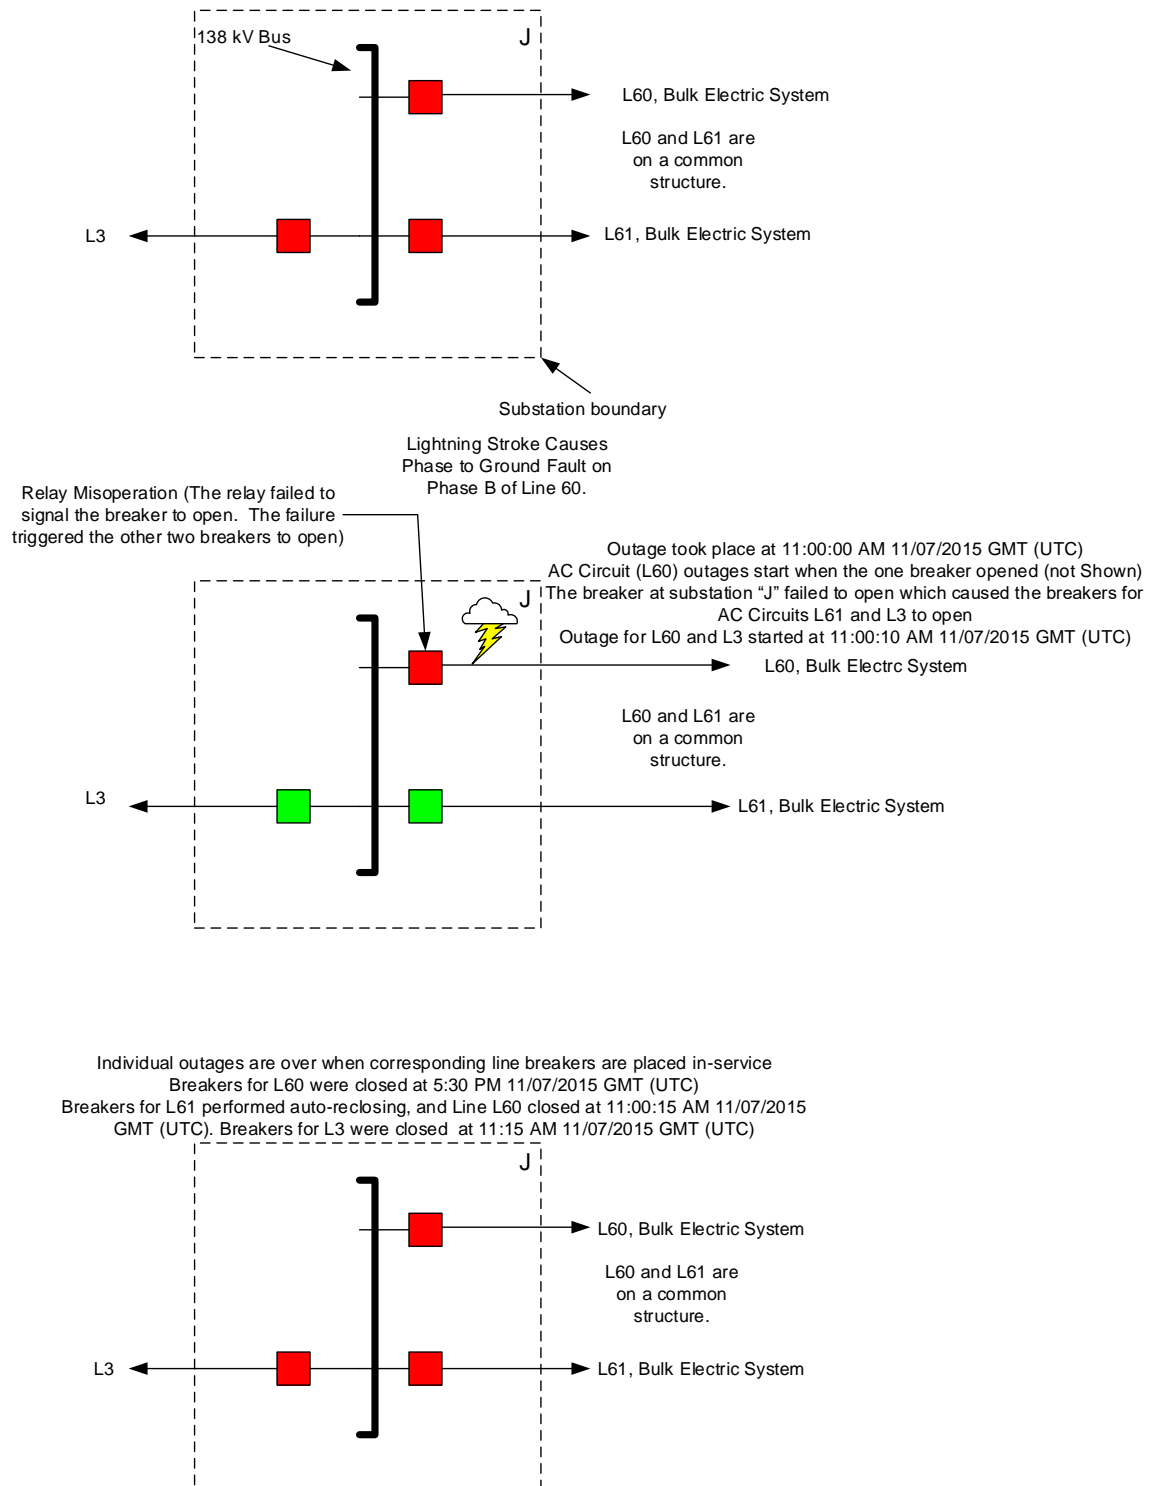 138 kV Bus
J
L60, Bulk Electric System
L60 and L61 are
on a common
structure.
L3
L61, Bulk Electric System
Substation boundary
Lightning Stroke Causes
Phase to Ground Fault on
Phase B of Line 60.
Relay Misoperation (The relay failed to
signal the breaker to open. The failure
triggered the other two breakers to open)
Outage took place at 11:00:00 AM 11/07/2015 GMT (UTC)
AC Circuit (L60) outages start when the one breaker opened (not Shown)
The breaker at substation “J” failed to open which caused the breakers for
AC Circuits L61 and L3 to open
Outage for L60 and L3 started at 11:00:10 AM 11/07/2015 GMT (UTC)
J
L60, Bulk Electrc System
L60 and L61 are
on a common
structure.
L3
L61, Bulk Electric System
Individual outages are over when corresponding line breakers are placed in-service
Breakers for L60 were closed at 5:30 PM 11/07/2015 GMT (UTC)
Breakers for L61 performed auto-reclosing, and Line L60 closed at 11:00:15 AM 11/07/2015
GMT (UTC). Breakers for L3 were closed at 11:15 AM 11/07/2015 GMT (UTC)
J
L60, Bulk Electric System
L60 and L61 are
on a common
structure.
L3
L61, Bulk Electric System